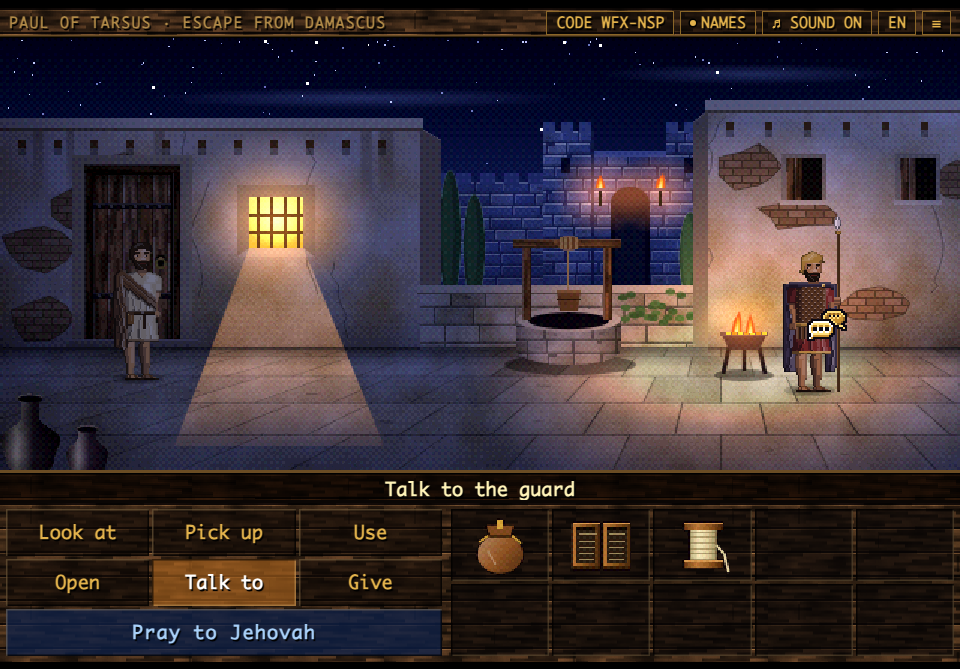 PAUL OF TARSUS · ESCAPE FROM DAMASCUS
CODE WFX-NSP
• NAMES
♬ SOUND ON
EN
≡
Talk to the guard
Look at
Pick up
Use
Open
Talk to
Give
Pray to Jehovah